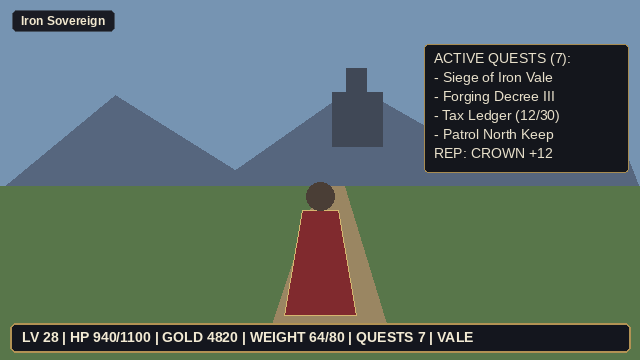 Iron Sovereign
ACTIVE QUESTS (7):
- Siege of Iron Vale
- Forging Decree III
- Tax Ledger (12/30)
- Patrol North Keep
REP: CROWN +12
LV 28 | HP 940/1100 | GOLD 4820 | WEIGHT 64/80 | QUESTS 7 | VALE